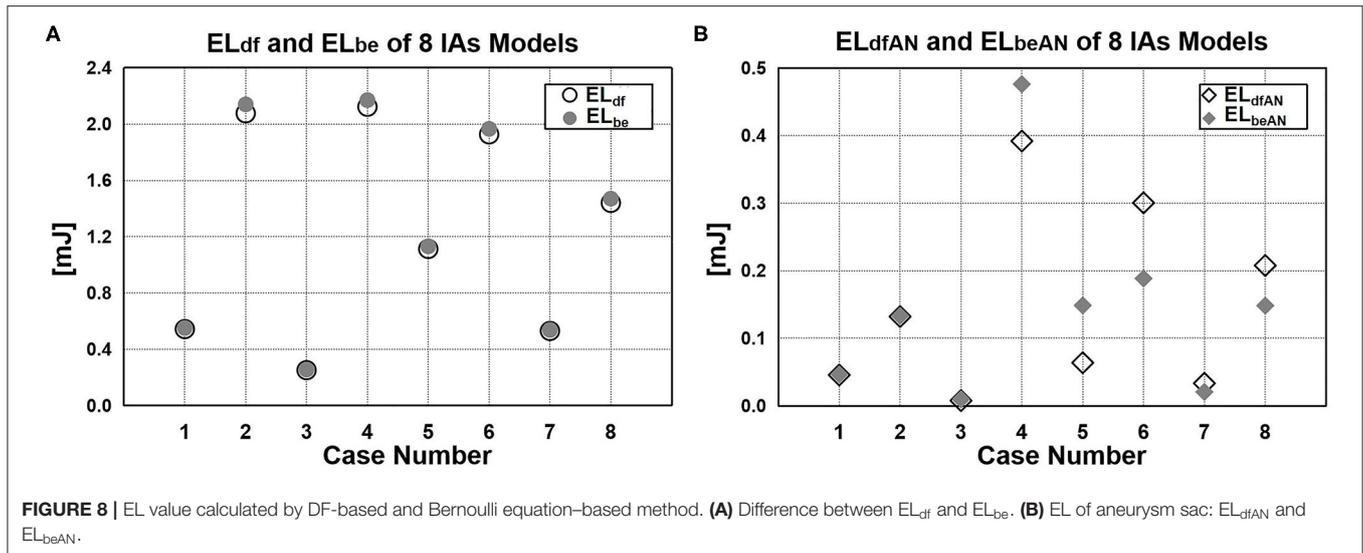 A
ELdf and ELbe of 8 IAs Models
2.4
2.0
1.6
1.2
0.8
0.4
0.0
[mJ]
ELdf
ELbe
1 2 3 4 5 6 7 8
Case Number
B
ELdfAN and ELbeAN of 8 IAs Models
0.5
0.4
0.3
0.2
0.1
0.0
[mJ]
ELdfAN
ELbeAN
1 2 3 4 5 6 7 8
Case Number
FIGURE 8 | EL value calculated by DF-based and Bernoulli equation–based method. (A) Difference between ELdf and ELbe. (B) EL of aneurysm sac: ELdfAN and
ELbeAN.